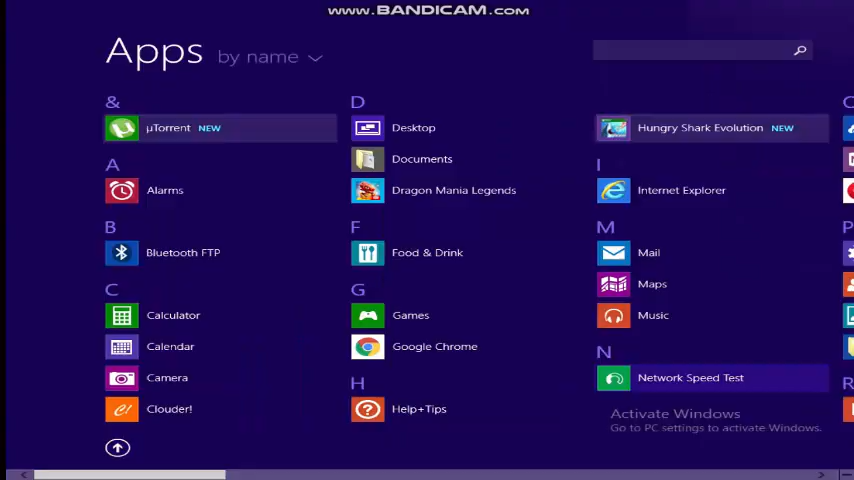 www.BANDICAM.com
Apps by name
&
µTorrent NEW
A
Alarms
B
Bluetooth FTP
C
Calculator
Calendar
Camera
Clouder!
D
Desktop
Documents
Dragon Mania Legends
F
Food & Drink
G
Games
Google Chrome
H
Help+Tips
Hungry Shark Evolution NEW
I
Internet Explorer
M
Mail
Maps
Music
N
Network Speed Test
Activate Windows
Go to PC settings to activate Windows.
P
R